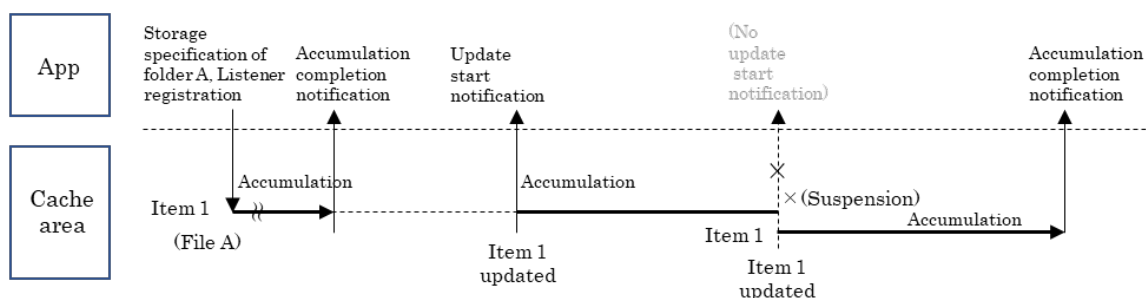 App
Storage
specification of
folder A, Listener
registration
Accumulation
completion
notification
Update
start
notification
(No
update
start
notification)
Accumulation
completion
notification
Cache
area
Item 1
(File A)
Accumulation
Accumulation
Item 1
updated
×(Suspension)
Item 1
Accumulation
Item 1
updated